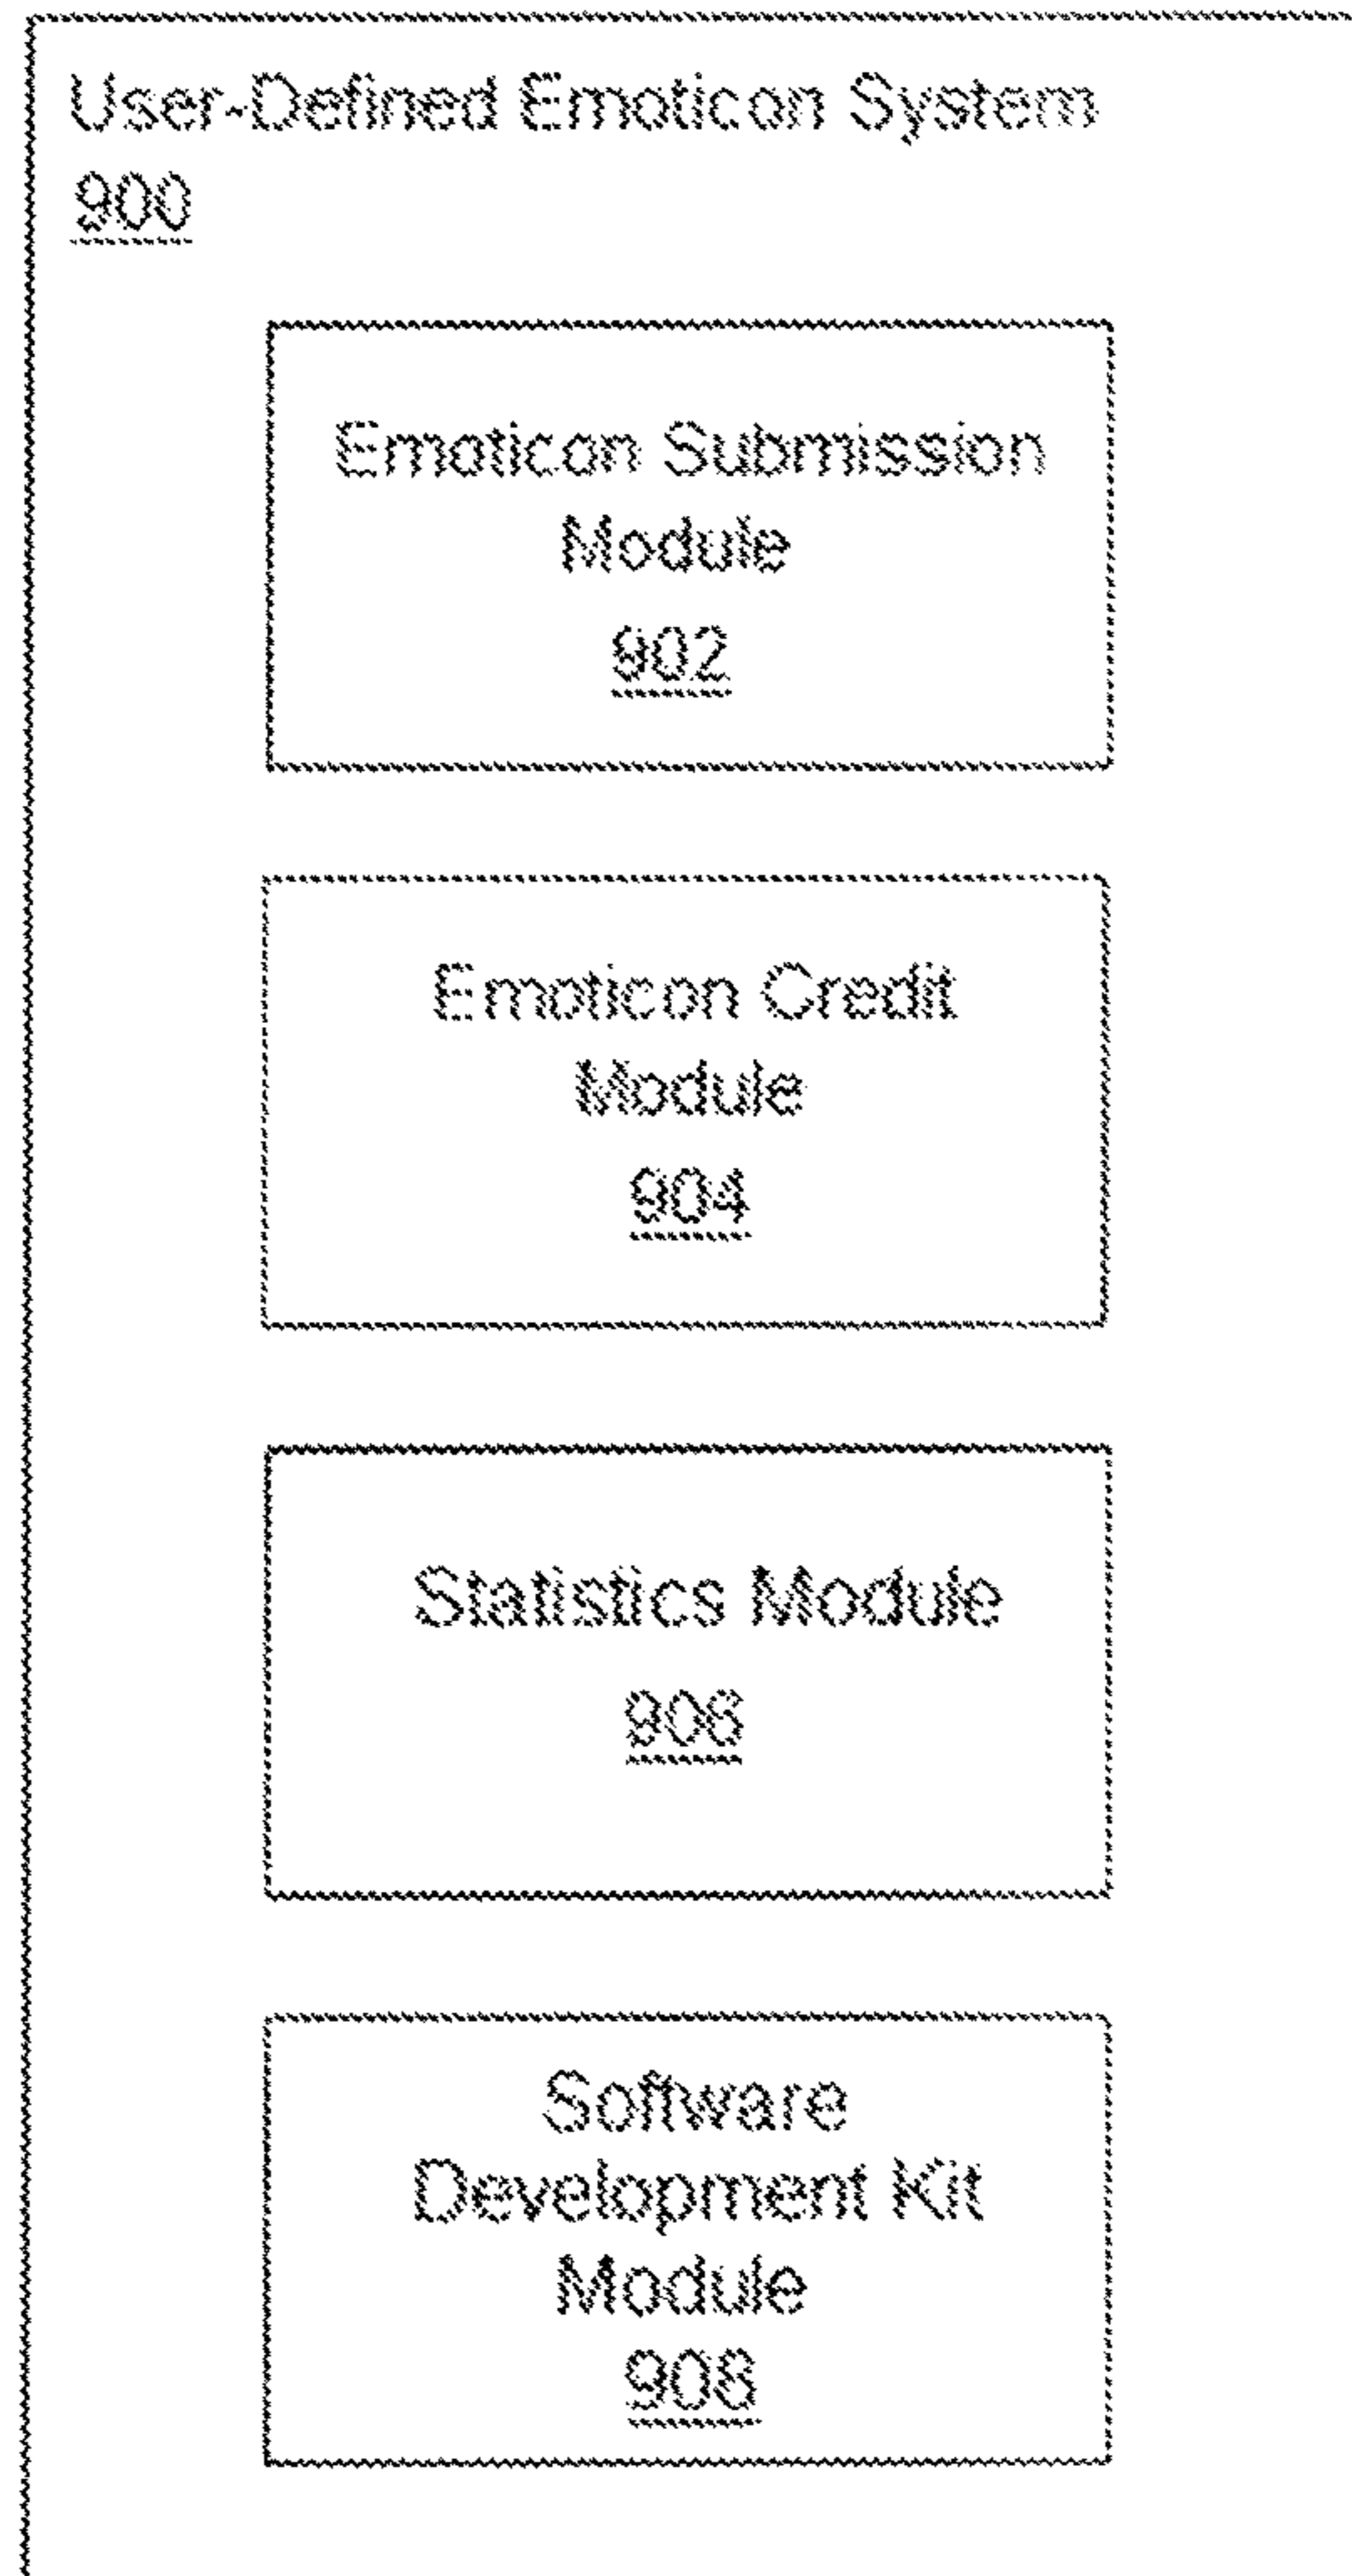 User-Defined Emoticon System
900
Emoticon Submission
Module
902
Emoticon Credit
Module
904
Statistics Module
906
Software
Development Kit
Module
908